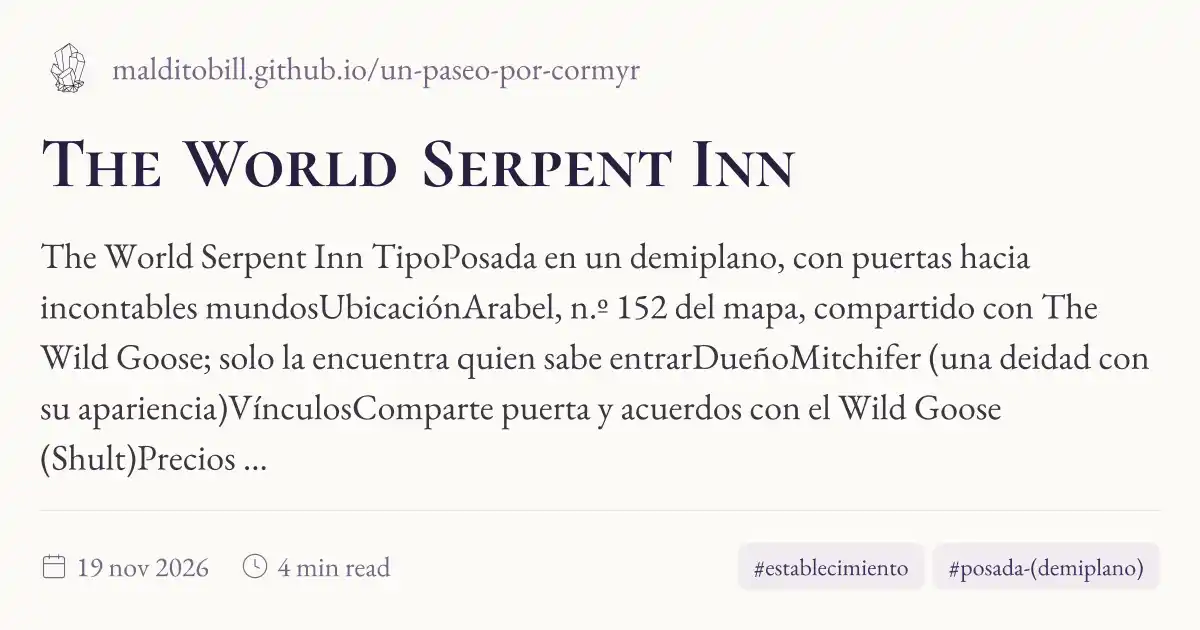 malditobill.github.io/un-paseo-por-cormyr
The World Serpent Inn
The World Serpent Inn TipoPosada en un demiplano, con puertas hacia
incontables mundosUbicaciónArabel, n.º 152 del mapa, compartido con The
Wild Goose; solo la encuentra quien sabe entrarDueñoMitchifer (una deidad con
su apariencia)VínculosComparte puerta y acuerdos con el Wild Goose
(Shult)Precios ...
19 nov 2026 4 min read #establecimiento #posada-(demiplano)